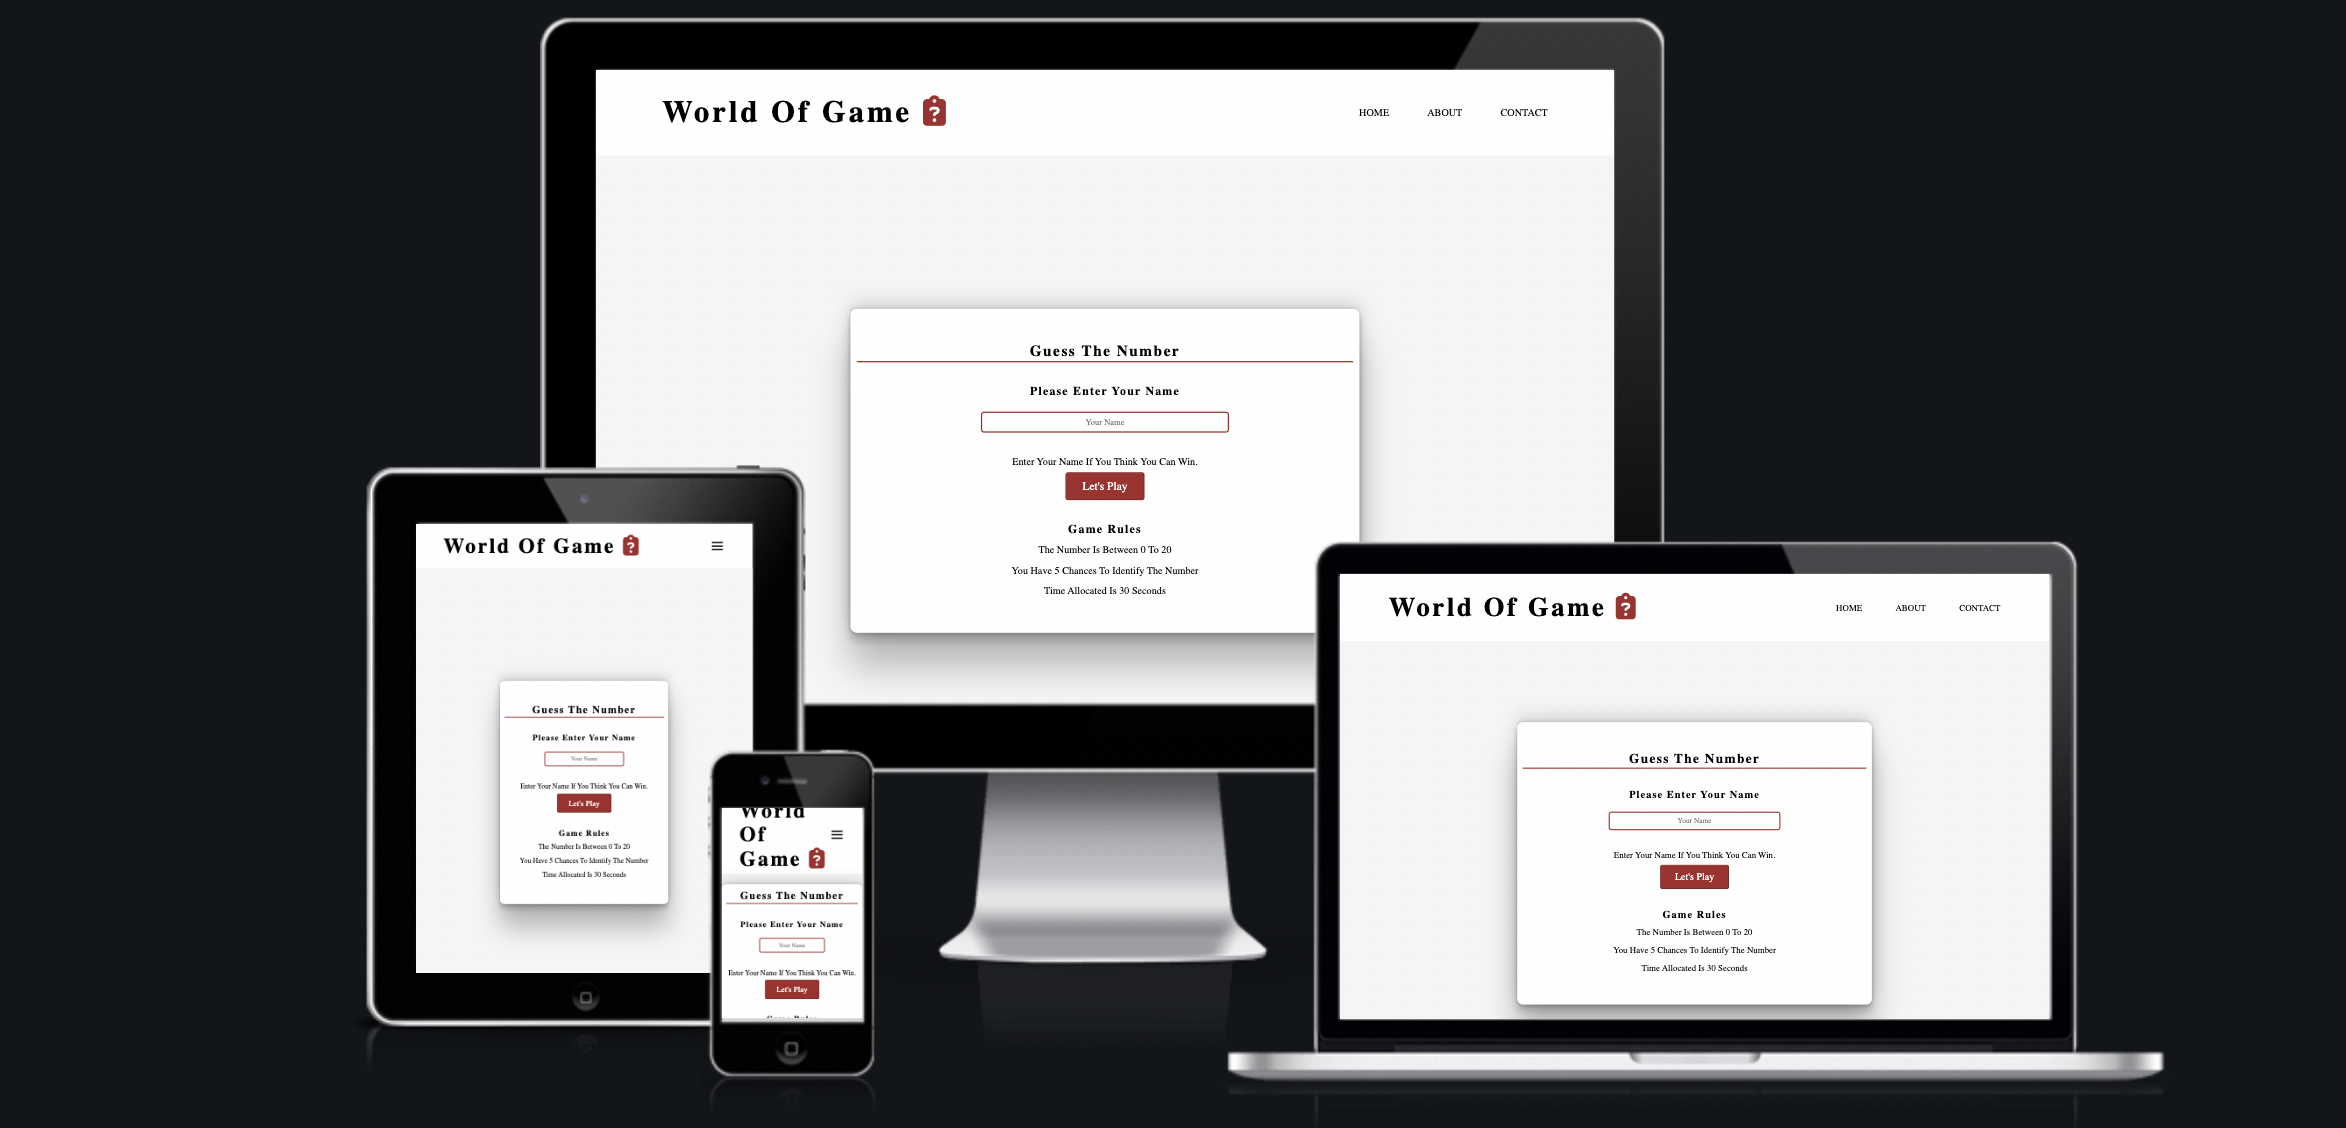 World Of Game
HOME ABOUT CONTACT
Guess The Number
Please Enter Your Name
Your Name
Enter Your Name If You Think You Can Win.
Let's Play
Game Rules
The Number Is Between 0 To 20
You Have 5 Chances To Identify The Number
Time Allocated Is 30 Seconds
World Of Game
Guess The Number
Please Enter Your Name
Your Name
Enter Your Name If You Think You Can Win.
Let's Play
Game Rules
The Number Is Between 0 To 20
You Have 5 Chances To Identify The Number
Time Allocated Is 30 Seconds
World
Of
Game
Guess The Number
Please Enter Your Name
Your Name
Enter Your Name If You Think You Can Win.
Let's Play
Game Rules
World Of Game
HOME ABOUT CONTACT
Guess The Number
Please Enter Your Name
Your Name
Enter Your Name If You Think You Can Win.
Let's Play
Game Rules
The Number Is Between 0 To 20
You Have 5 Chances To Identify The Number
Time Allocated Is 30 Seconds